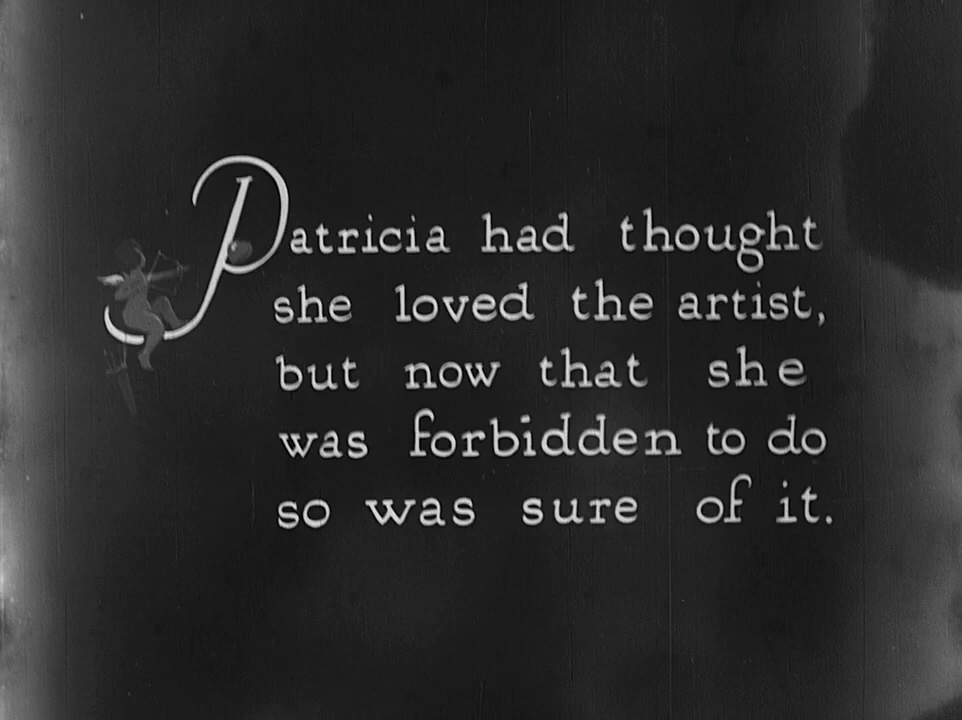 Patricia had thought
she loved the artist,
but now that she
was forbidden to do
so was sure of it.